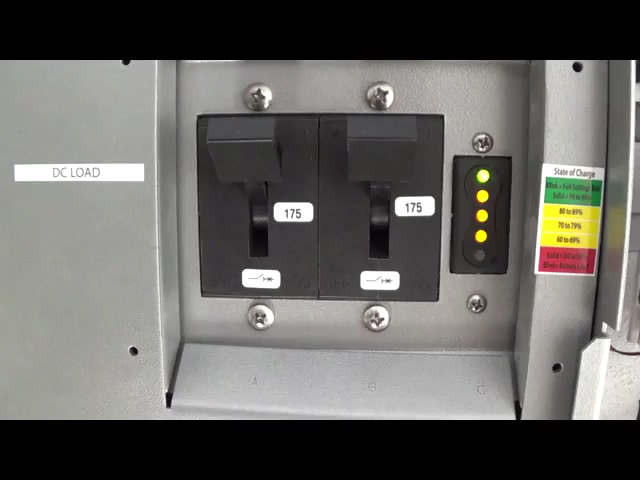 DC LOAD
175
175
State of Charge
80 to 89%
70 to 79%
60 to 69%
A
B
C